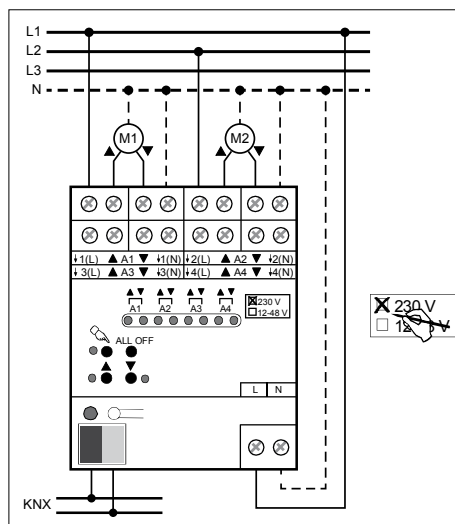 L1
L2
L3
N
M1 M2
1(L) A1 1(N) 2(L) A2 2(N)
3(L) A3 3(N) 4(L) A4 4(N)
A1 A2 A3 A4
230 V
12-48 V
ALL OFF
L N
KNX
230 V
V